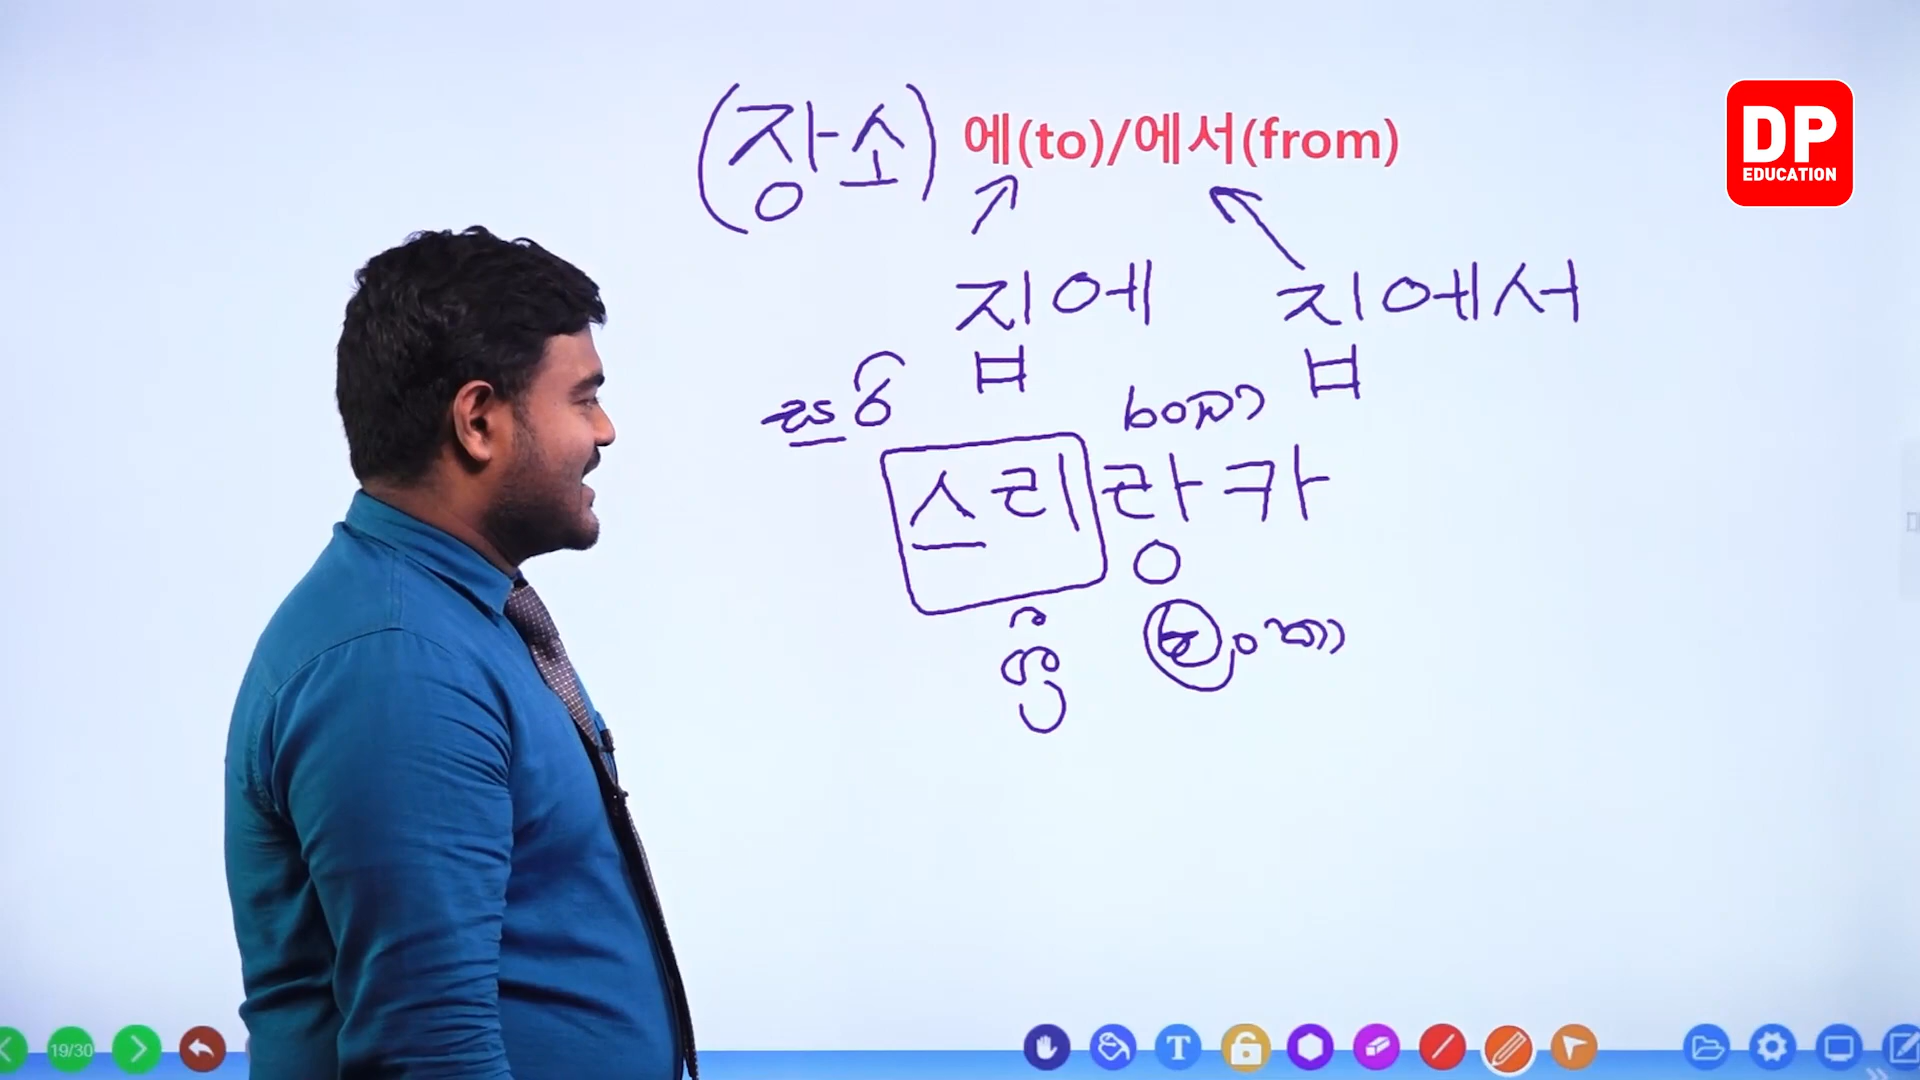 (장소) 에(to)/에서(from)
DP
EDUCATION
집에 집에서
스리랑카
19/30
T